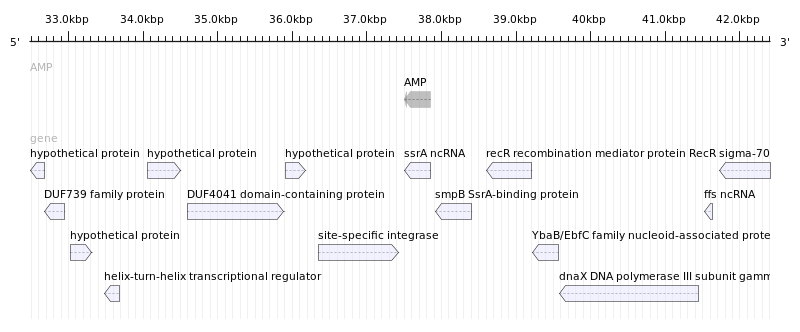 33.0kbp 34.0kbp 35.0kbp 36.0kbp 37.0kbp 38.0kbp 39.0kbp 40kbp 41.0kbp 42.0kbp
5' 3'
AMP
AMP
gene
hypothetical protein hypothetical protein hypothetical protein ssrA ncRNA recR recombination mediator protein RecR sigma-70
DUF739 family protein DUF4041 domain-containing protein smpB SsrA-binding protein ffs ncRNA
hypothetical protein site-specific integrase YbaB/EbfC family nucleoid-associated prote
helix-turn-helix transcriptional regulator dnaX DNA polymerase III subunit gamm